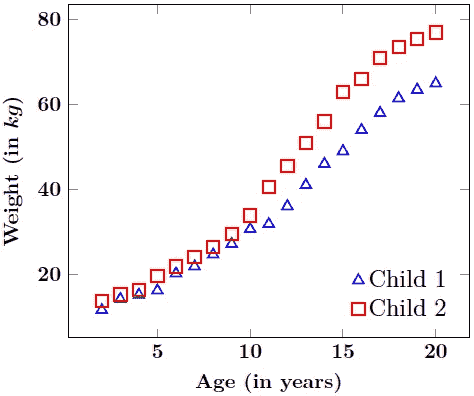 80
60
40
20
Weight (in kg)
Child 1
Child 2
5 10 15 20
Age (in years)